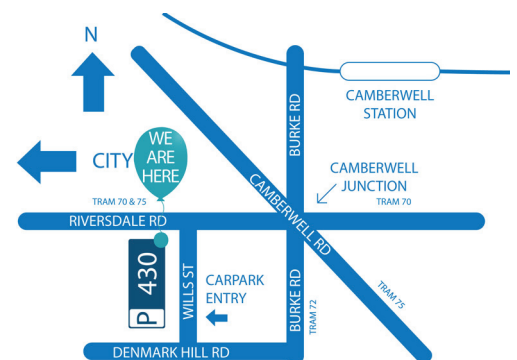 N
CITY
WE
ARE
HERE
BURKE RD
CAMBERWELL
STATION
CAMBERWELL
JUNCTION
TRAM 70 & 75
TRAM 70
RIVERSDALE RD
CAMBERWELL RD
P 430
WILLS ST
CARPARK
ENTRY
BURKE RD
TRAM 72
TRAM 75
DENMARK HILL RD